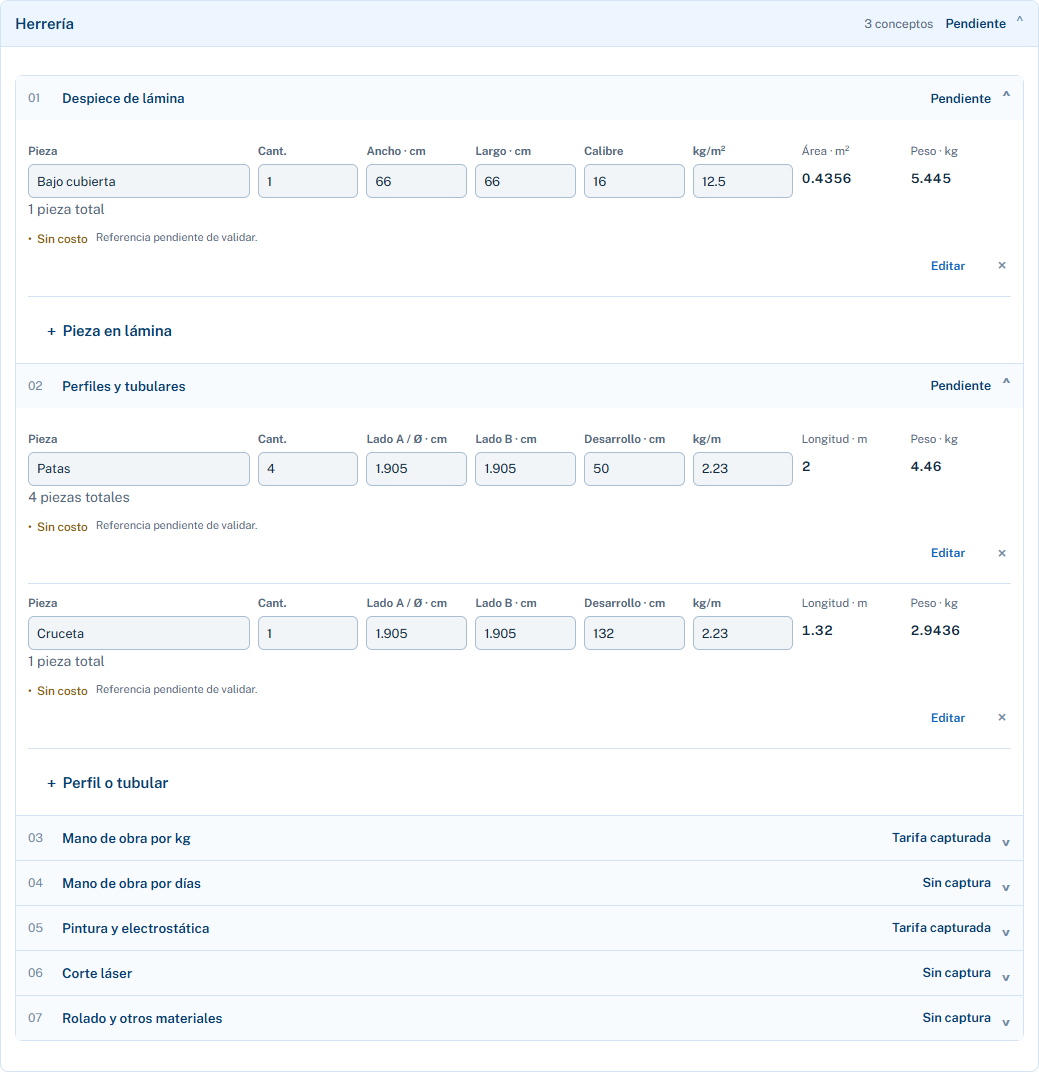 Herrería 3 conceptos Pendiente ^
01 Despiece de lámina Pendiente ^
Pieza Cant. Ancho · cm Largo · cm Calibre kg/m² Área · m² Peso · kg
Bajo cubierta 1 66 66 16 12.5 0.4356 5.445
1 pieza total
· Sin costo Referencia pendiente de validar.
Editar ×
+ Pieza en lámina
02 Perfiles y tubulares Pendiente ^
Pieza Cant. Lado A / Ø · cm Lado B · cm Desarrollo · cm kg/m Longitud · m Peso · kg
Patas 4 1.905 1.905 50 2.23 2 4.46
4 piezas totales
· Sin costo Referencia pendiente de validar.
Editar ×
Pieza Cant. Lado A / Ø · cm Lado B · cm Desarrollo · cm kg/m Longitud · m Peso · kg
Cruceta 1 1.905 1.905 132 2.23 1.32 2.9436
1 pieza total
· Sin costo Referencia pendiente de validar.
Editar ×
+ Perfil o tubular
03 Mano de obra por kg Tarifa capturada v
04 Mano de obra por días Sin captura v
05 Pintura y electrostática Tarifa capturada v
06 Corte láser Sin captura v
07 Rolado y otros materiales Sin captura v